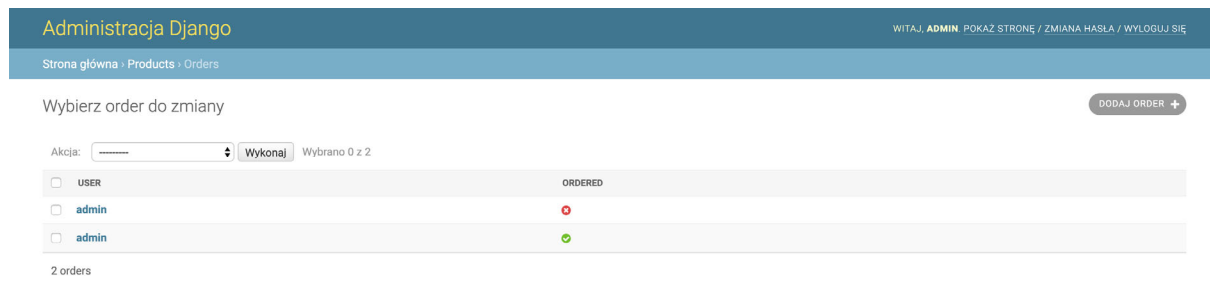 Administracja Django
WITAJ, ADMIN. POKAŻ STRONĘ / ZMIANA HASŁA / WYLOGUJ SIĘ
Strona główna › Products › Orders
Wybierz order do zmiany
DODAJ ORDER +
Akcja: --------- Wykonaj Wybrano 0 z 2
USER ORDERED
admin
admin
2 orders